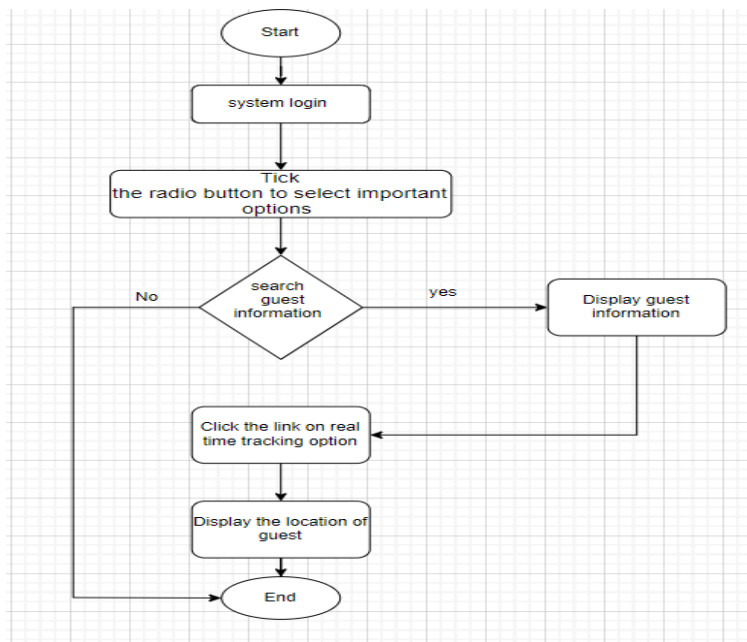 Start
system login
Tick
the radio button to select important
options
search
guest
information
No
yes
Display guest
information
Click the link on real
time tracking option
Display the location of
guest
End